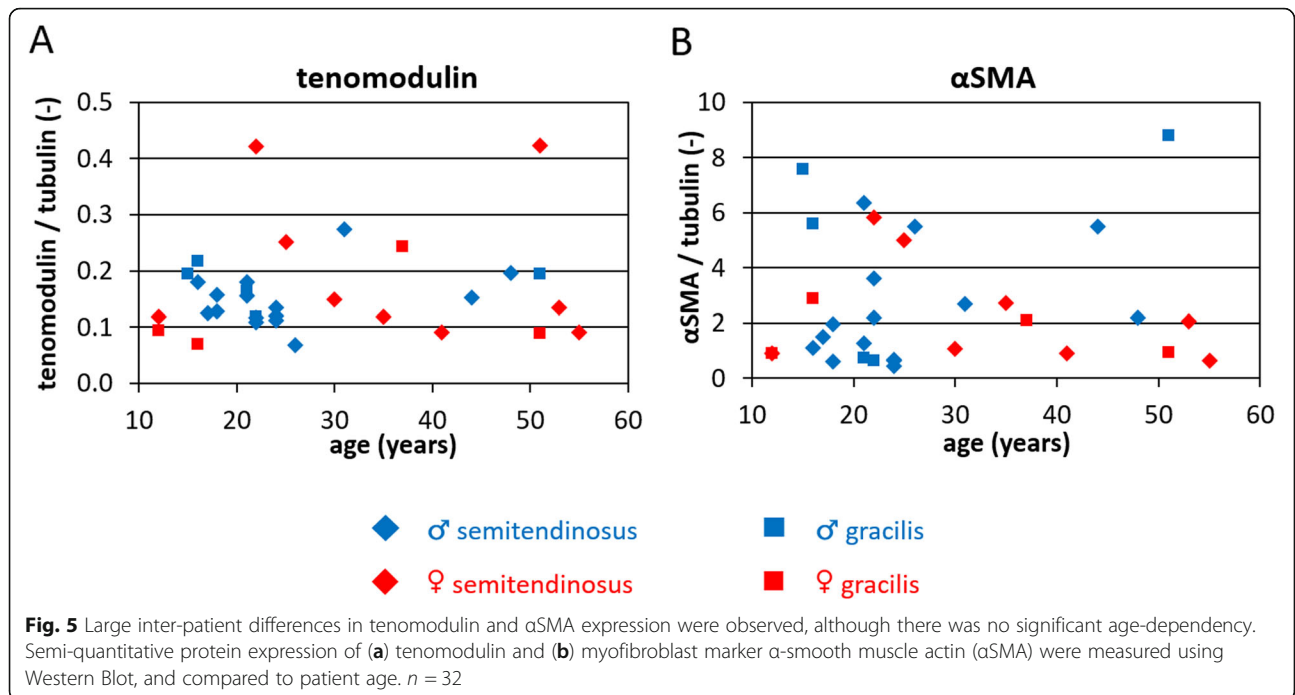 A
tenomodulin
tenomodulin / tubulin (-)
0.5
0.4
0.3
0.2
0.1
0.0
10 20 30 40 50 60
age (years)
B
αSMA
αSMA / tubulin (-)
10
8
6
4
2
0
10 20 30 40 50 60
age (years)
♂ semitendinosus
♂ gracilis
♀ semitendinosus
♀ gracilis
Fig. 5 Large inter-patient differences in tenomodulin and αSMA expression were observed, although there was no significant age-dependency.
Semi-quantitative protein expression of (a) tenomodulin and (b) myofibroblast marker α-smooth muscle actin (αSMA) were measured using
Western Blot, and compared to patient age. n = 32